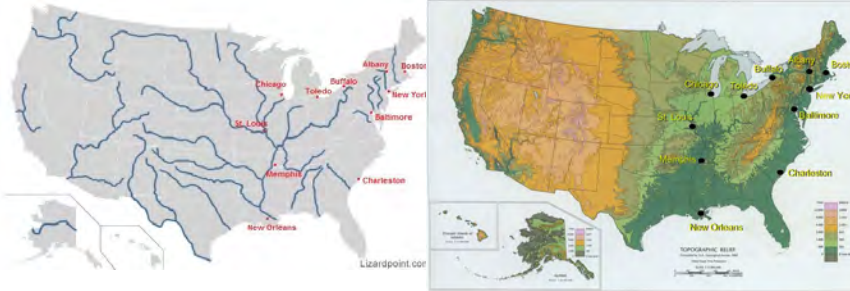 Albany
Boston
Buffalo
Chicago
Toledo
New York
St. Louis
Baltimore
Memphis
Charleston
New Orleans
Lizardpoint.com
Albany
Bost
Buffalo
Chicago
Toledo
New York
St. Louis
Baltimore
Memphis
Charleston
New Orleans
TOPOGRAPHIC RELIEF